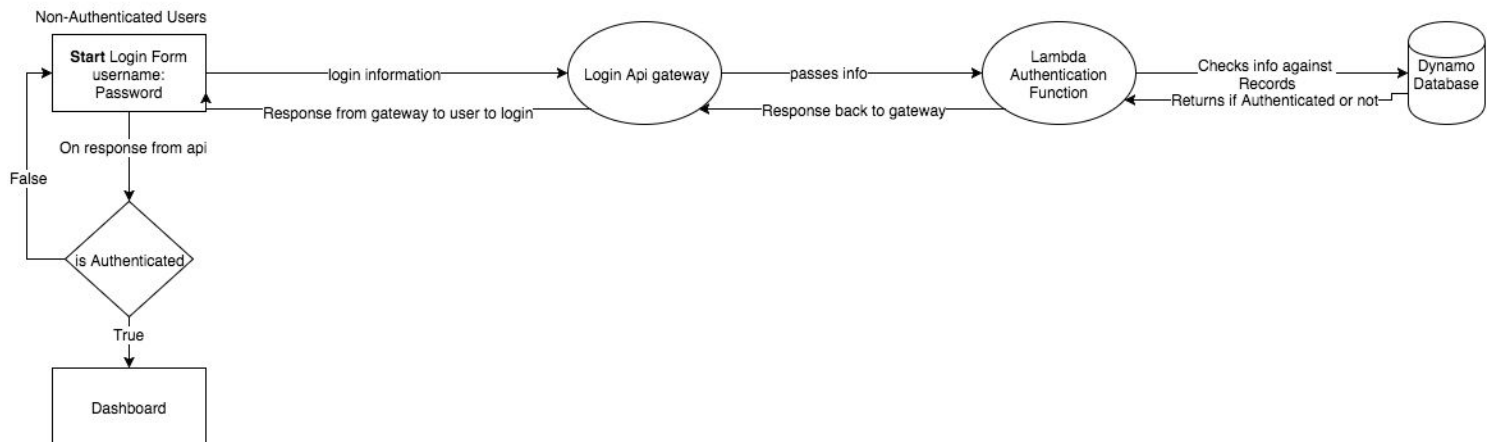 Non-Authenticated Users
Start Login Form
username:
Password
login information
Login Api gateway
passes info
Lambda
Authentication
Function
Checks info against
Records
Dynamo
Database
Response from gateway to user to login
Response back to gateway
Returns if Authenticated or not
On response from api
False
is Authenticated
True
Dashboard